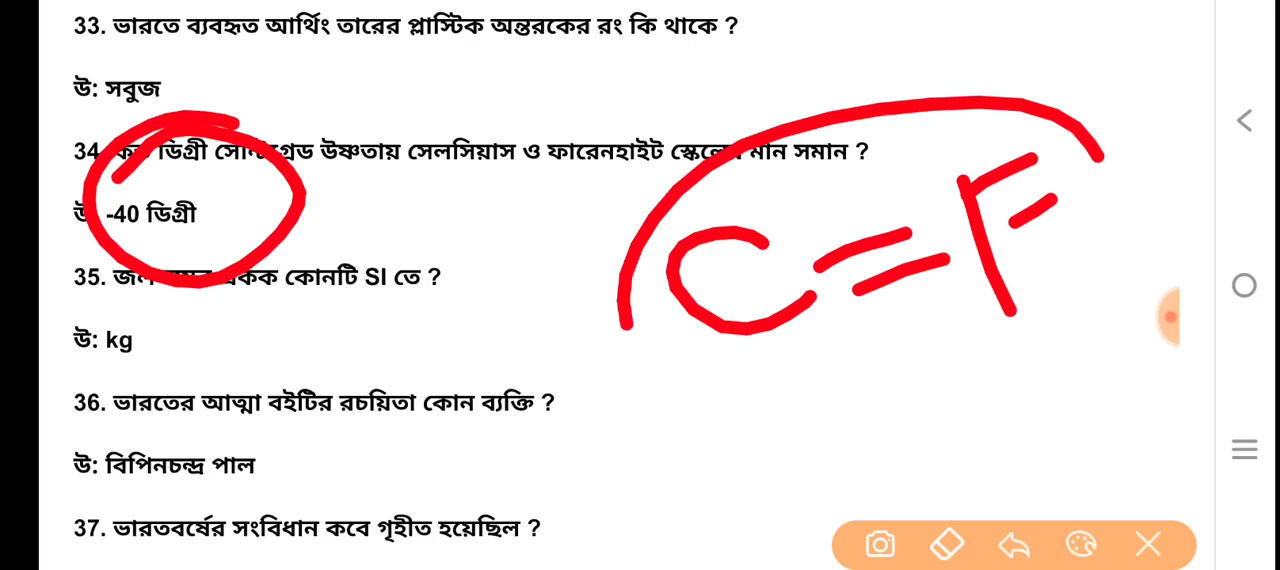 33. ভারতে ব্যবহৃত আর্থিং তারের প্লাস্টিক অন্তরকের রং কি থাকে ?
উ: সবুজ
34 ডিগ্রী সেন্টিগ্রেড উষ্ণতায় সেলসিয়াস ও ফারেনহাইট স্কেলের মান সমান ?
উ -40 ডিগ্রী
C = F
35. একক কোনটি SI তে ?
উ: kg
36. ভারতের আত্মা বইটির রচয়িতা কোন ব্যক্তি ?
উ: বিপিনচন্দ্র পাল
37. ভারতবর্ষের সংবিধান কবে গৃহীত হয়েছিল ?